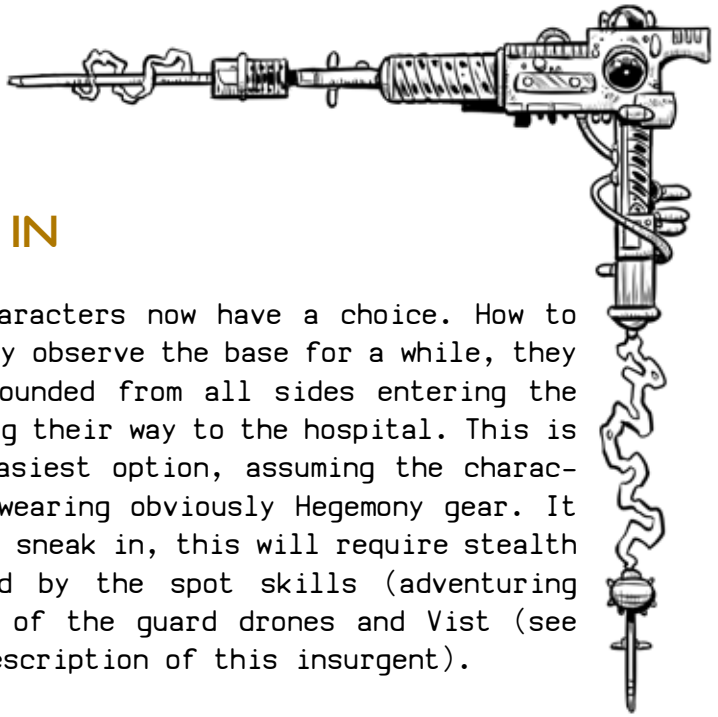 IN
aracters now have a choice. How to
y observe the base for a while, they
ounded from all sides entering the
g their way to the hospital. This is
asiest option, assuming the charac-
wearing obviously Hegemony gear. It
sneak in, this will require stealth
d by the spot skills (adventuring
of the guard drones and Vist (see
escription of this insurgent).